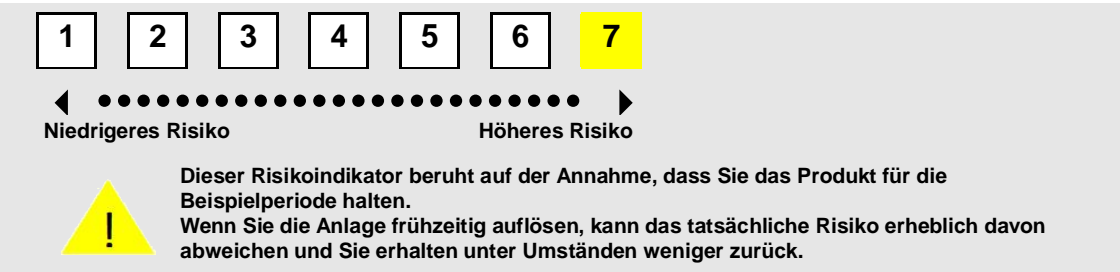 1 2 3 4 5 6 7
Niedrigeres Risiko Höheres Risiko
Dieser Risikoindikator beruht auf der Annahme, dass Sie das Produkt für die
Beispielperiode halten.
Wenn Sie die Anlage frühzeitig auflösen, kann das tatsächliche Risiko erheblich davon
abweichen und Sie erhalten unter Umständen weniger zurück.
!